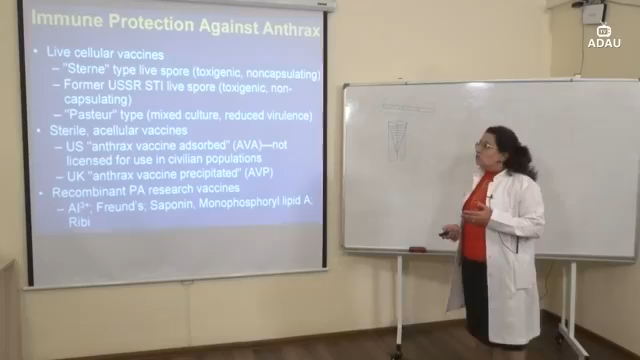 Immune Protection Against Anthrax
• Live cellular vaccines
– "Sterne" type live spore (toxigenic, noncapsulating)
– Former USSR STI live spore (toxigenic, non-
capsulating)
– "Pasteur" type (mixed culture, reduced virulence)
• Sterile, acellular vaccines
– US "anthrax vaccine adsorbed" (AVA)—not
licensed for use in civilian populations
– UK "anthrax vaccine precipitated" (AVP)
• Recombinant PA research vaccines
– Al3+, Freund's, Saponin, Monophosphoryl lipid A,
Ribi
TV
ADAU